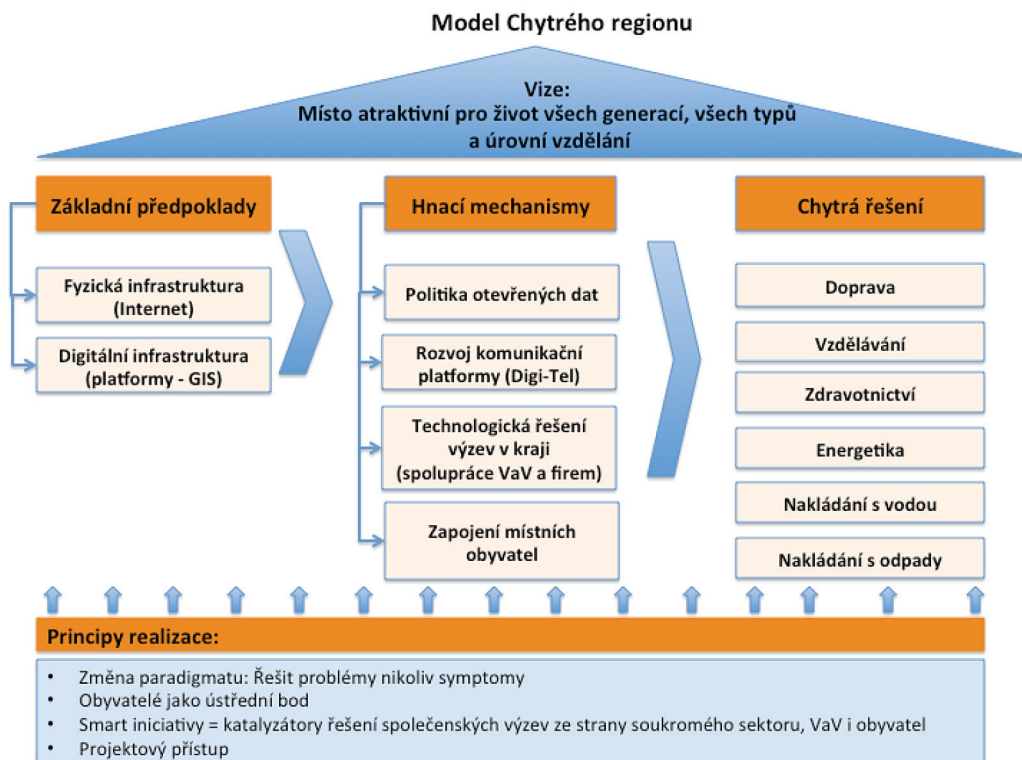 Model Chytrého regionu
Vize:
Místo atraktivní pro život všech generací, všech typů
a úrovní vzdělání
Základní předpoklady
Fyzická infrastruktura
(Internet)
Digitální infrastruktura
(platformy - GIS)
Hnací mechanismy
Politika otevřených dat
Rozvoj komunikační
platformy (Digi-Tel)
Technologická řešení
výzev v kraji
(spolupráce VaV a firem)
Zapojení místních
obyvatel
Chytrá řešení
Doprava
Vzdělávání
Zdravotnictví
Energetika
Nakládání s vodou
Nakládání s odpady
Principy realizace:
• Změna paradigmatu: Řešit problémy nikoliv symptomy
• Obyvatelé jako ústřední bod
• Smart iniciativy = katalyzátory řešení společenských výzev ze strany soukromého sektoru, VaV i obyvatel
• Projektový přístup